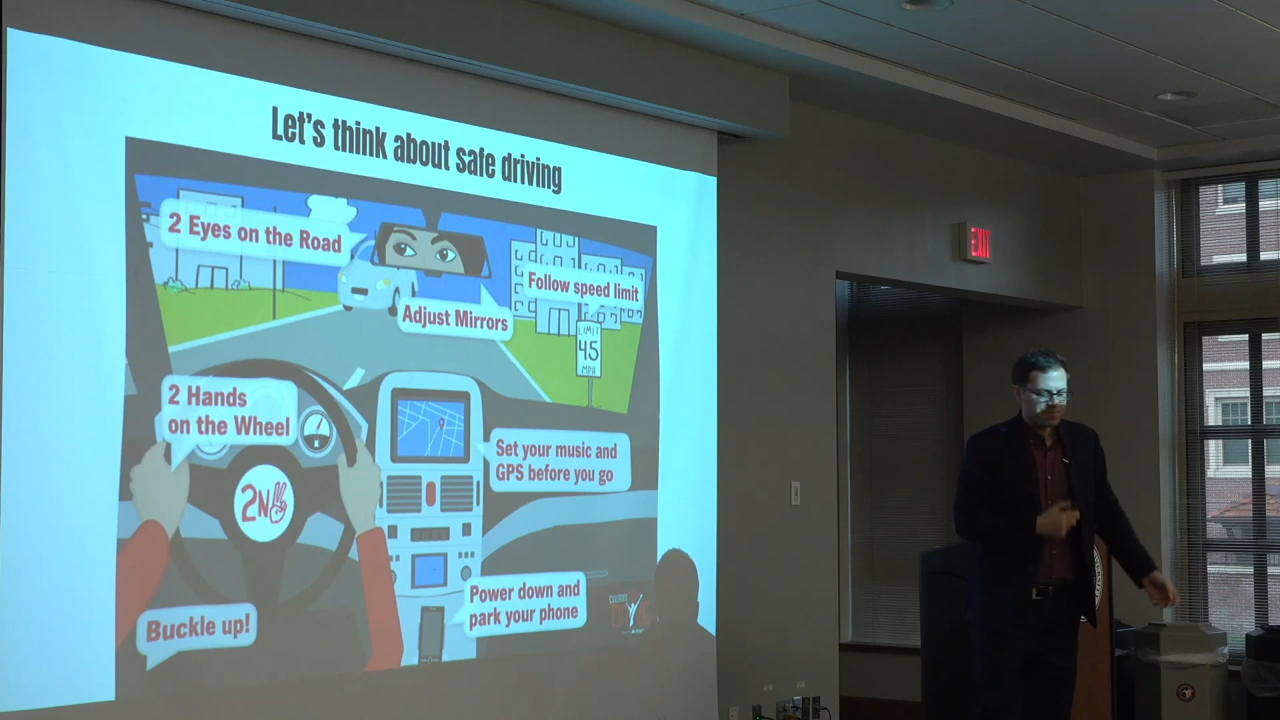 Let's think about safe driving
2 Eyes on the Road
Follow speed limit
Adjust Mirrors
LIMIT
45
MPH
2 Hands
on the Wheel
Set your music and
GPS before you go
2N
Power down and
park your phone
Buckle up!
EXIT